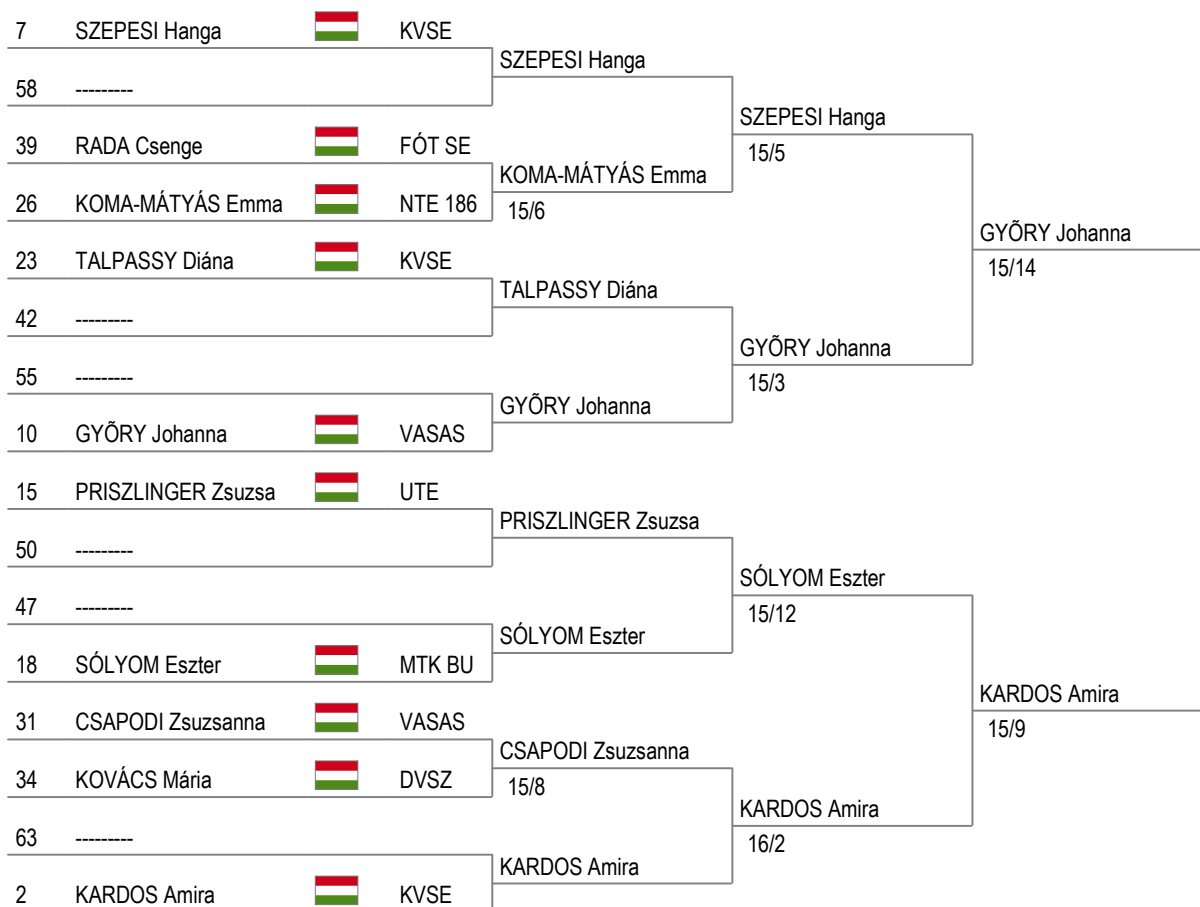 7 SZEPESI Hanga KVSE
SZEPESI Hanga
58 ---------
SZEPESI Hanga
15/5
39 RADA Csenge FÓT SE
KOMA-MÁTYÁS Emma
15/6
26 KOMA-MÁTYÁS Emma NTE 186
GYÕRY Johanna
15/14
23 TALPASSY Diána KVSE
TALPASSY Diána
42 ---------
GYÕRY Johanna
15/3
55 ---------
GYÕRY Johanna
10 GYÕRY Johanna VASAS
15 PRISZLINGER Zsuzsa UTE
PRISZLINGER Zsuzsa
50 ---------
SÓLYOM Eszter
15/12
47 ---------
SÓLYOM Eszter
18 SÓLYOM Eszter MTK BU
KARDOS Amira
15/9
31 CSAPODI Zsuzsanna VASAS
CSAPODI Zsuzsanna
15/8
34 KOVÁCS Mária DVSZ
KARDOS Amira
16/2
63 ---------
KARDOS Amira
2 KARDOS Amira KVSE